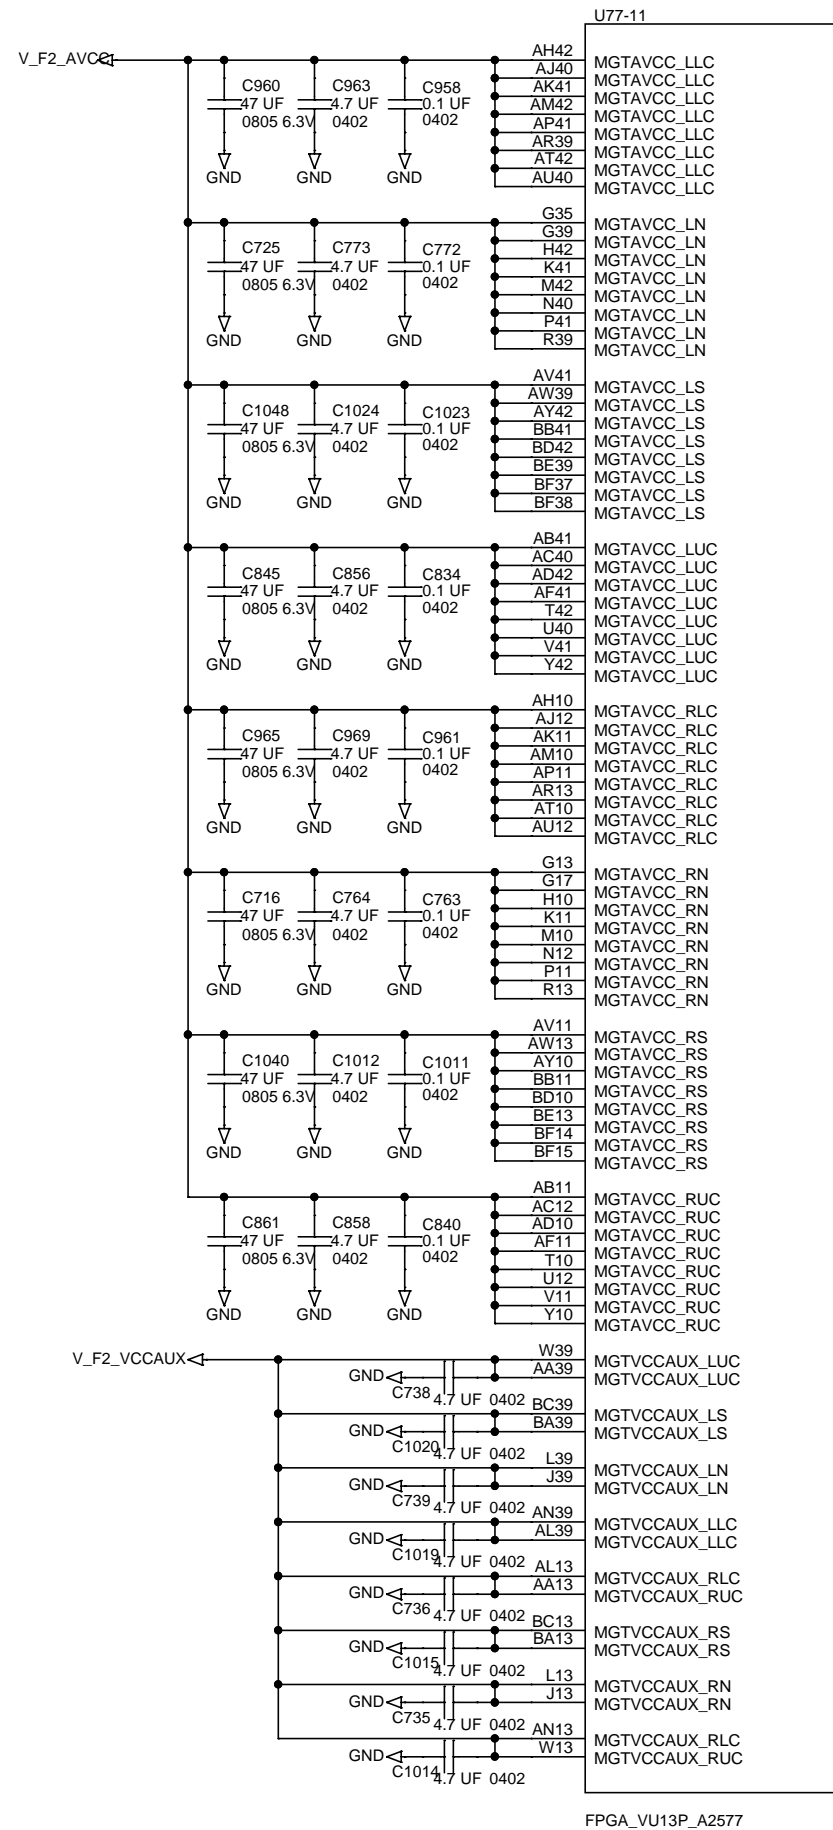 U77-11
V_F2_AVCC
AH42 MGTAVCC_LLC
AJ40 MGTAVCC_LLC
AK41 MGTAVCC_LLC
AM42 MGTAVCC_LLC
AP41 MGTAVCC_LLC
AR39 MGTAVCC_LLC
AT42 MGTAVCC_LLC
AU40 MGTAVCC_LLC
C960 C963 C958
47 UF 4.7 UF 0.1 UF
0805 6.3V 0402 0402
GND GND GND
G35 MGTAVCC_LN
G39 MGTAVCC_LN
H42 MGTAVCC_LN
K41 MGTAVCC_LN
M42 MGTAVCC_LN
N40 MGTAVCC_LN
P41 MGTAVCC_LN
R39 MGTAVCC_LN
C725 C773 C772
47 UF 4.7 UF 0.1 UF
0805 6.3V 0402 0402
GND GND GND
AV41 MGTAVCC_LS
AW39 MGTAVCC_LS
AY42 MGTAVCC_LS
BB41 MGTAVCC_LS
BD42 MGTAVCC_LS
BE39 MGTAVCC_LS
BF37 MGTAVCC_LS
BF38 MGTAVCC_LS
C1048 C1024 C1023
47 UF 4.7 UF 0.1 UF
0805 6.3V 0402 0402
GND GND GND
AB41 MGTAVCC_LUC
AC40 MGTAVCC_LUC
AD42 MGTAVCC_LUC
AF41 MGTAVCC_LUC
T42 MGTAVCC_LUC
U40 MGTAVCC_LUC
V41 MGTAVCC_LUC
Y42 MGTAVCC_LUC
C845 C856 C834
47 UF 4.7 UF 0.1 UF
0805 6.3V 0402 0402
GND GND GND
AH10 MGTAVCC_RLC
AJ12 MGTAVCC_RLC
AK11 MGTAVCC_RLC
AM10 MGTAVCC_RLC
AP11 MGTAVCC_RLC
AR13 MGTAVCC_RLC
AT10 MGTAVCC_RLC
AU12 MGTAVCC_RLC
C965 C969 C961
47 UF 4.7 UF 0.1 UF
0805 6.3V 0402 0402
GND GND GND
G13 MGTAVCC_RN
G17 MGTAVCC_RN
H10 MGTAVCC_RN
K11 MGTAVCC_RN
M10 MGTAVCC_RN
N12 MGTAVCC_RN
P11 MGTAVCC_RN
R13 MGTAVCC_RN
C716 C764 C763
47 UF 4.7 UF 0.1 UF
0805 6.3V 0402 0402
GND GND GND
AV11 MGTAVCC_RS
AW13 MGTAVCC_RS
AY10 MGTAVCC_RS
BB11 MGTAVCC_RS
BD10 MGTAVCC_RS
BE13 MGTAVCC_RS
BF14 MGTAVCC_RS
BF15 MGTAVCC_RS
C1040 C1012 C1011
47 UF 4.7 UF 0.1 UF
0805 6.3V 0402 0402
GND GND GND
AB11 MGTAVCC_RUC
AC12 MGTAVCC_RUC
AD10 MGTAVCC_RUC
AF11 MGTAVCC_RUC
T10 MGTAVCC_RUC
U12 MGTAVCC_RUC
V11 MGTAVCC_RUC
Y10 MGTAVCC_RUC
C861 C858 C840
47 UF 4.7 UF 0.1 UF
0805 6.3V 0402 0402
GND GND GND
V_F2_VCCAUX
W39 MGTVCCAUX_LUC
AA39 MGTVCCAUX_LUC
GND C738 4.7 UF 0402
BC39 MGTVCCAUX_LS
BA39 MGTVCCAUX_LS
GND C1020 4.7 UF 0402
L39 MGTVCCAUX_LN
J39 MGTVCCAUX_LN
GND C739 4.7 UF 0402
AN39 MGTVCCAUX_LLC
AL39 MGTVCCAUX_LLC
GND C1019 4.7 UF 0402
AL13 MGTVCCAUX_RLC
AA13 MGTVCCAUX_RUC
GND C736 4.7 UF 0402
BC13 MGTVCCAUX_RS
BA13 MGTVCCAUX_RS
GND C1015 4.7 UF 0402
L13 MGTVCCAUX_RN
J13 MGTVCCAUX_RN
GND C735 4.7 UF 0402
AN13 MGTVCCAUX_RLC
W13 MGTVCCAUX_RUC
GND C1014 4.7 UF 0402
FPGA_VU13P_A2577